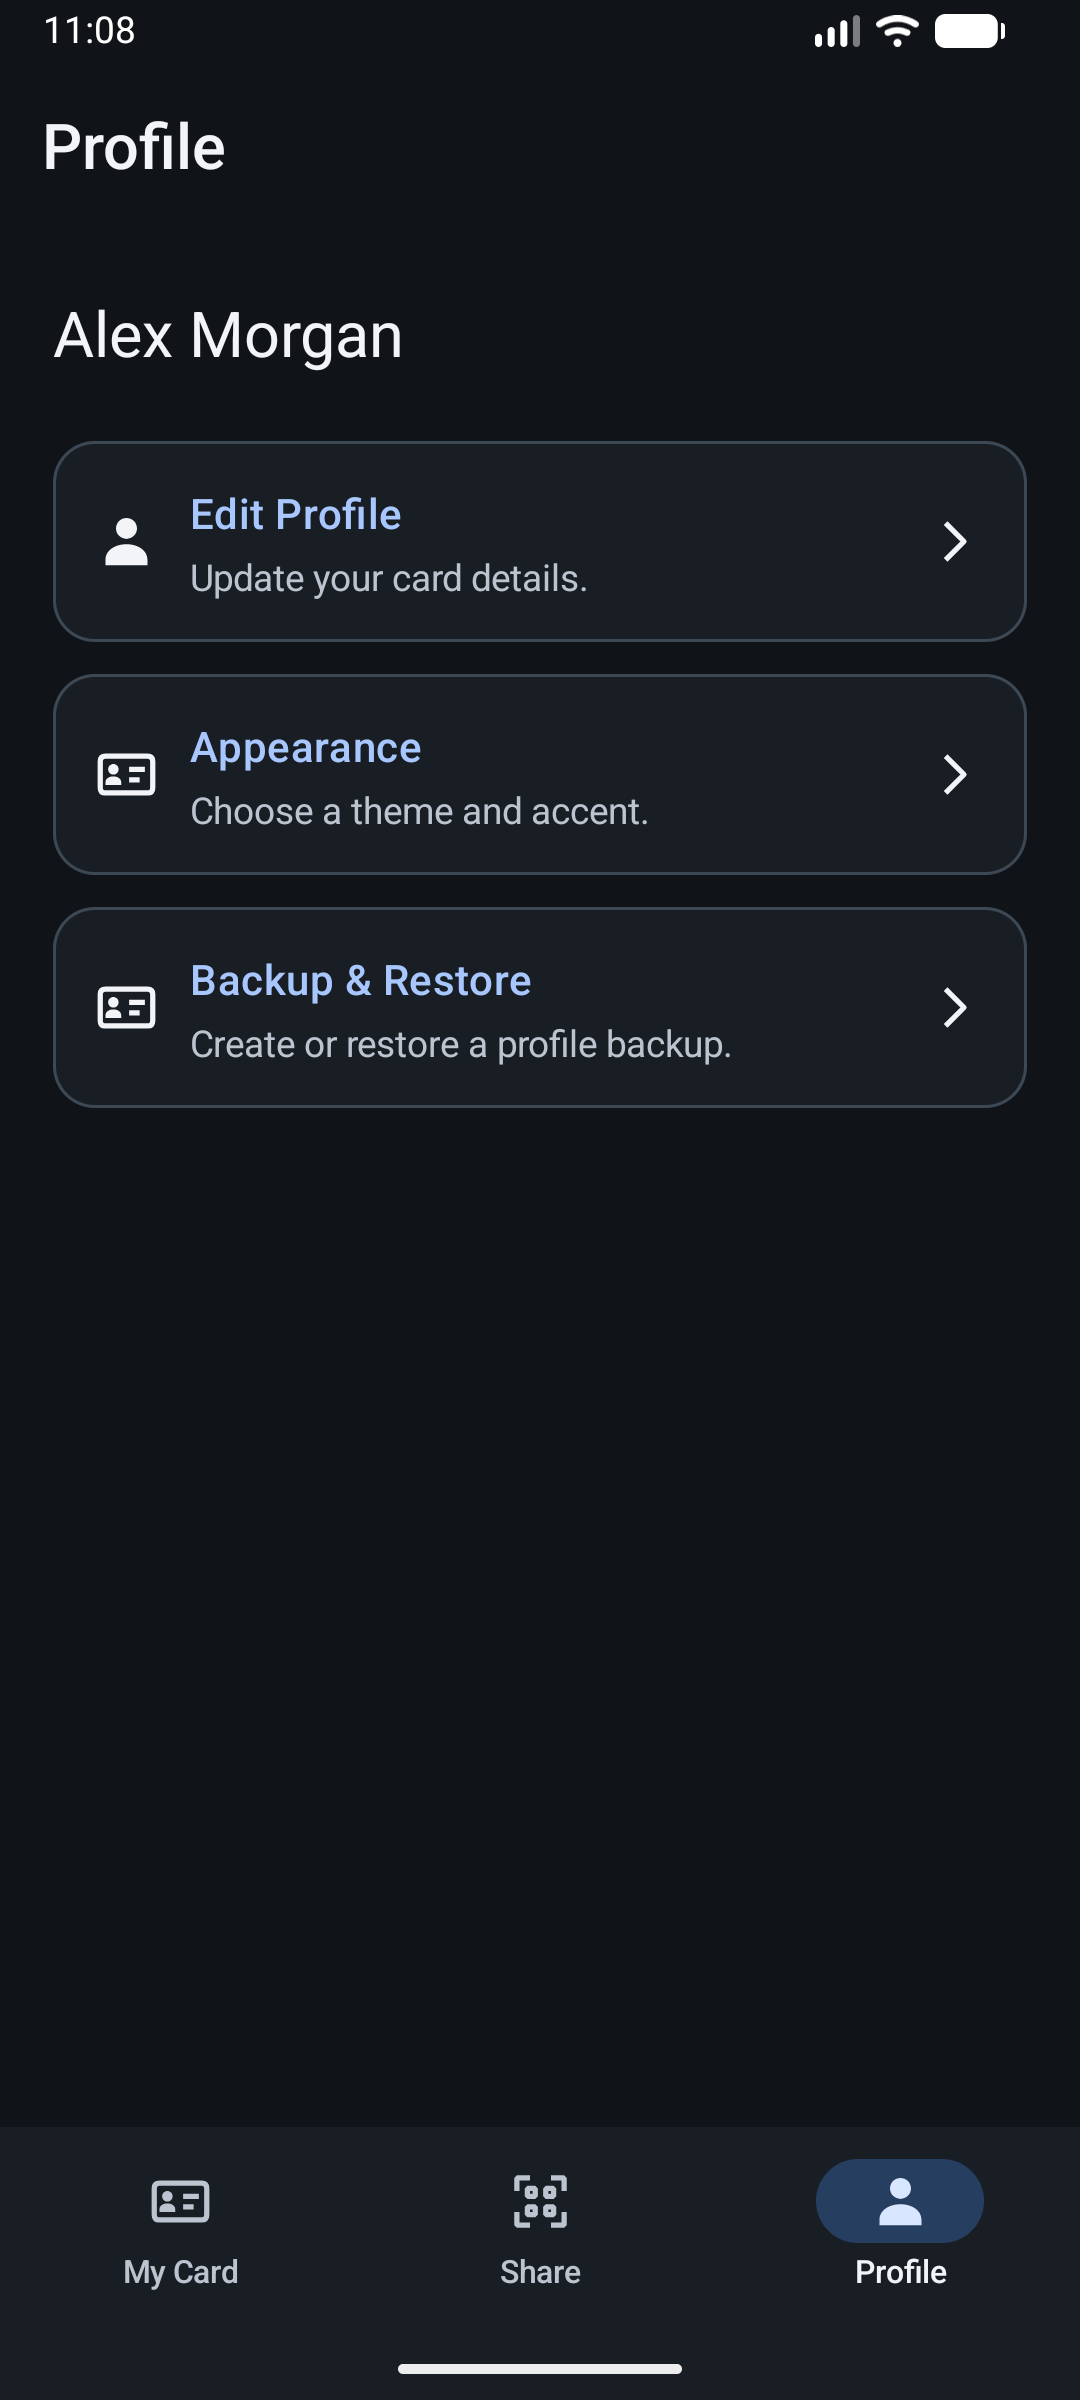 11:08
Profile
Alex Morgan
Edit Profile
Update your card details.
Appearance
Choose a theme and accent.
Backup & Restore
Create or restore a profile backup.
My Card
Share
Profile